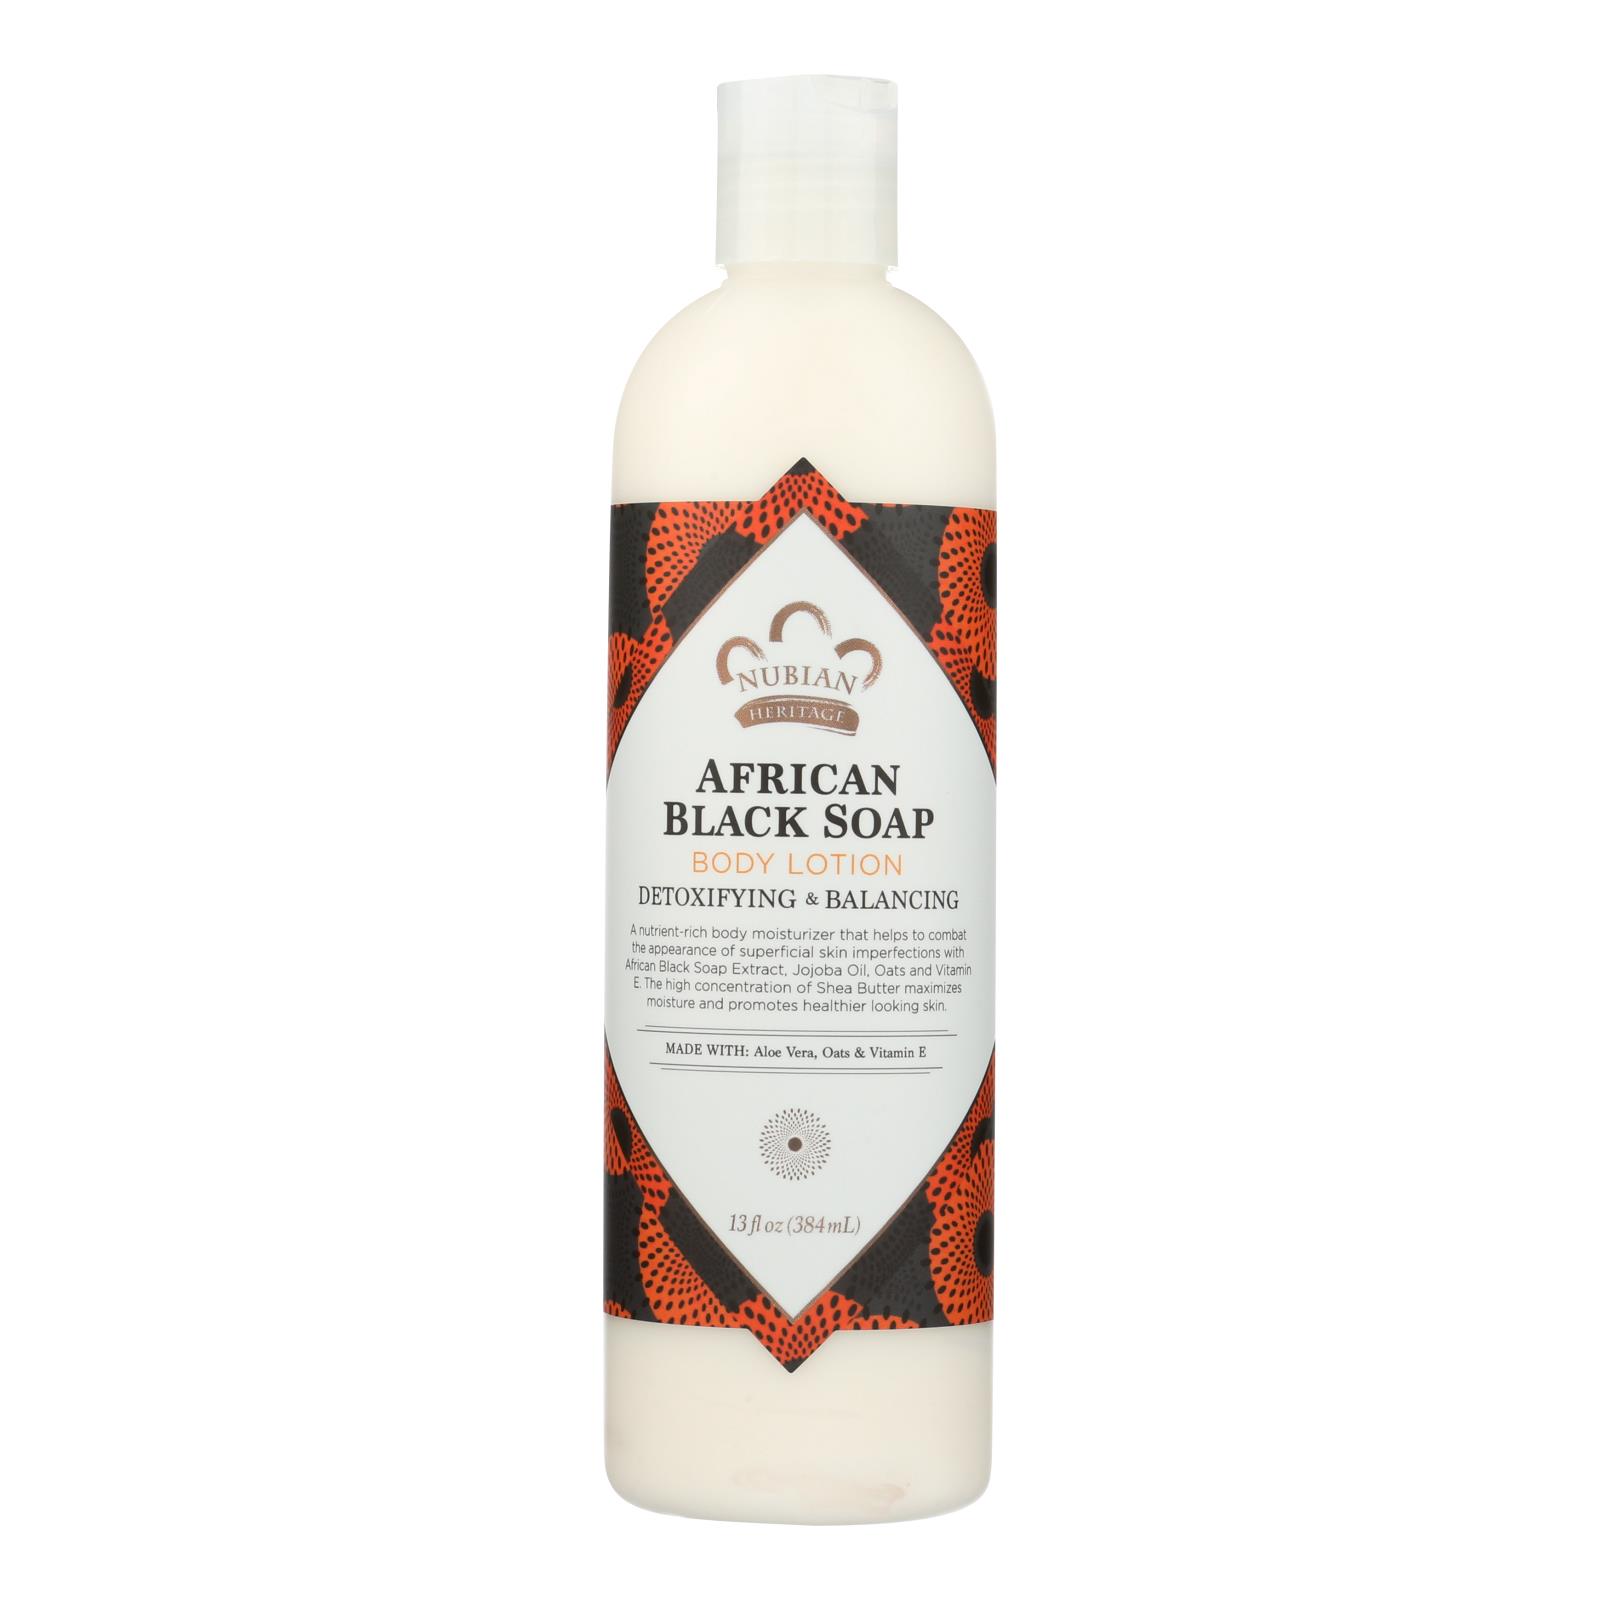 NUBIAN
HERITAGE
AFRICAN
BLACK SOAP
BODY LOTION
DETOXIFYING & BALANCING
A nutrient-rich body moisturizer that helps to combat
the appearance of superficial skin imperfections with
African Black Soap Extract, Jojoba Oil, Oats and Vitamin
E. The high concentration of Shea Butter maximizes
moisture and promotes healthier looking skin.
MADE WITH: Aloe Vera, Oats & Vitamin E
13 fl oz (384mL)